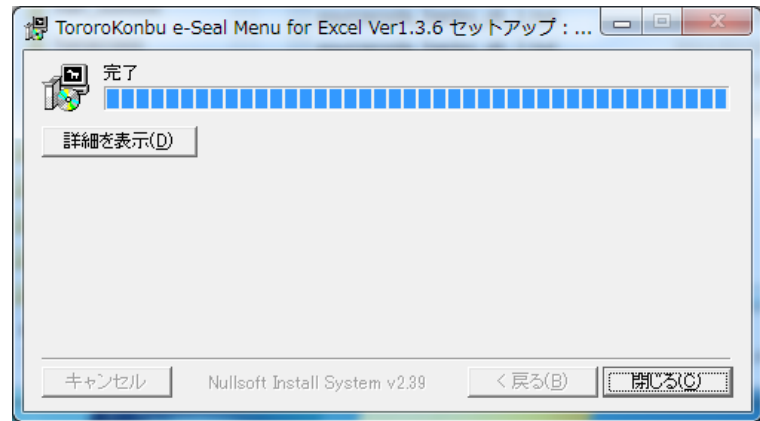 TororoKonbu e-Seal Menu for Excel Ver1.3.6 セットアップ : ...
完了
詳細を表示(D)
キャンセル
Nullsoft Install System v2.39
< 戻る(B)
閉じる(C)